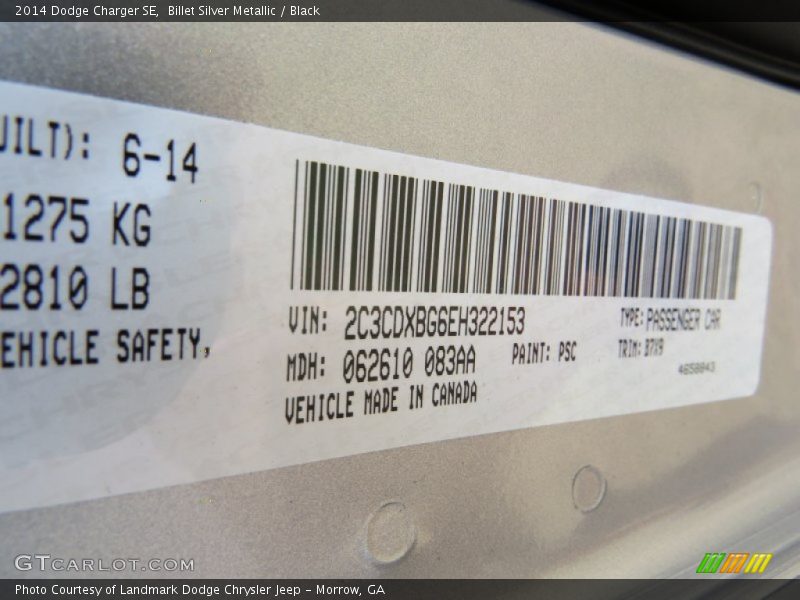 2014 Dodge Charger SE, Billet Silver Metallic / Black
UILT): 6-14
1275 KG
2810 LB
EHICLE SAFETY,
VIN: 2C3CDXBG6EH322153
TYPE: PASSENGER CAR
MDH: 062610 083AA
PAINT: PSC
TRIM: B7X9
VEHICLE MADE IN CANADA
4658043
GTCARLOT.COM
Photo Courtesy of Landmark Dodge Chrysler Jeep – Morrow, GA